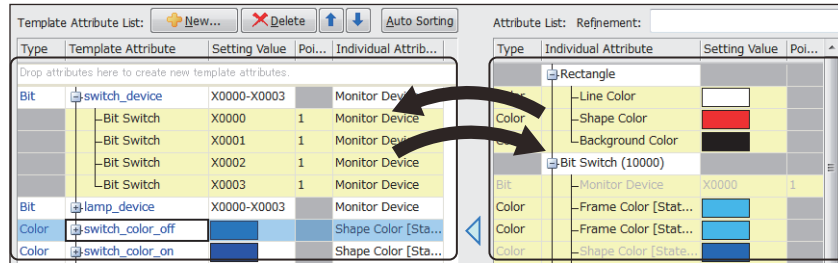 Template Attribute List: New... Delete Auto Sorting
Type Template Attribute Setting Value Poi... Individual Attrib...
Drop attributes here to create new template attributes.
Bit switch_device X0000-X0003 Monitor Device
Bit Switch X0000 1 Monitor Device
Bit Switch X0001 1 Monitor Device
Bit Switch X0002 1 Monitor Device
Bit Switch X0003 1 Monitor Device
Bit lamp_device X0000-X0003 Monitor Device
Color switch_color_off Shape Color [Sta...
Color switch_color_on Shape Color [Sta...
Attribute List: Refinement:
Type Individual Attribute Setting Value Poi...
Rectangle
Line Color
Color Shape Color
Background Color
Bit Switch (10000)
Bit Monitor Device X0000 1
Color Frame Color [Stat...
Color Frame Color [Stat...
Color Shape Color [State...